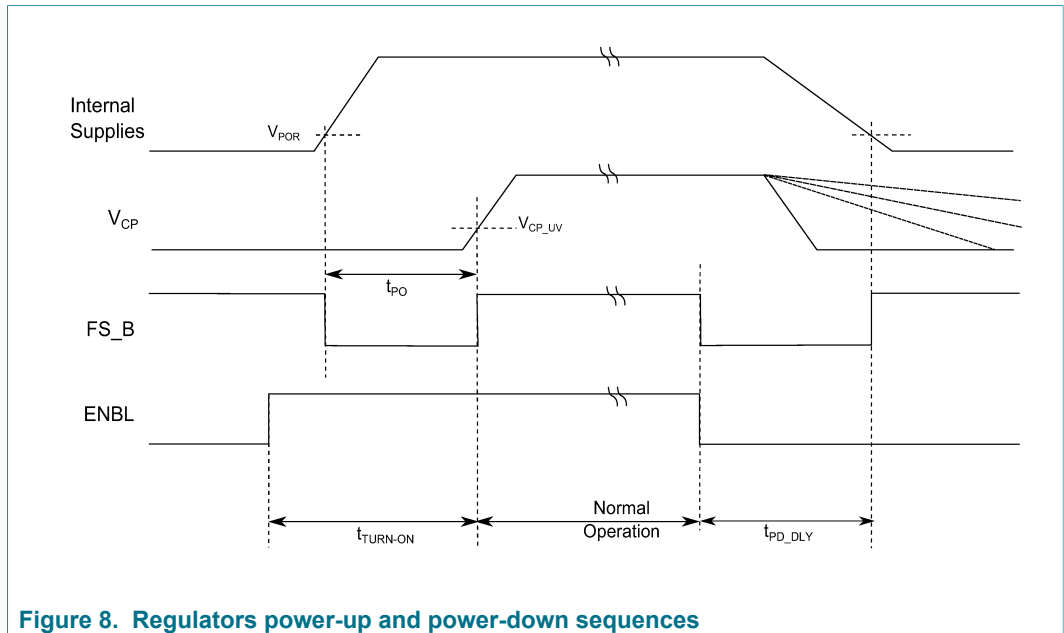 Internal
Supplies
VPOR
VCP
VCP_UV
tPO
FS_B
ENBL
tTURN-ON
Normal
Operation
tPD_DLY
Figure 8. Regulators power-up and power-down sequences